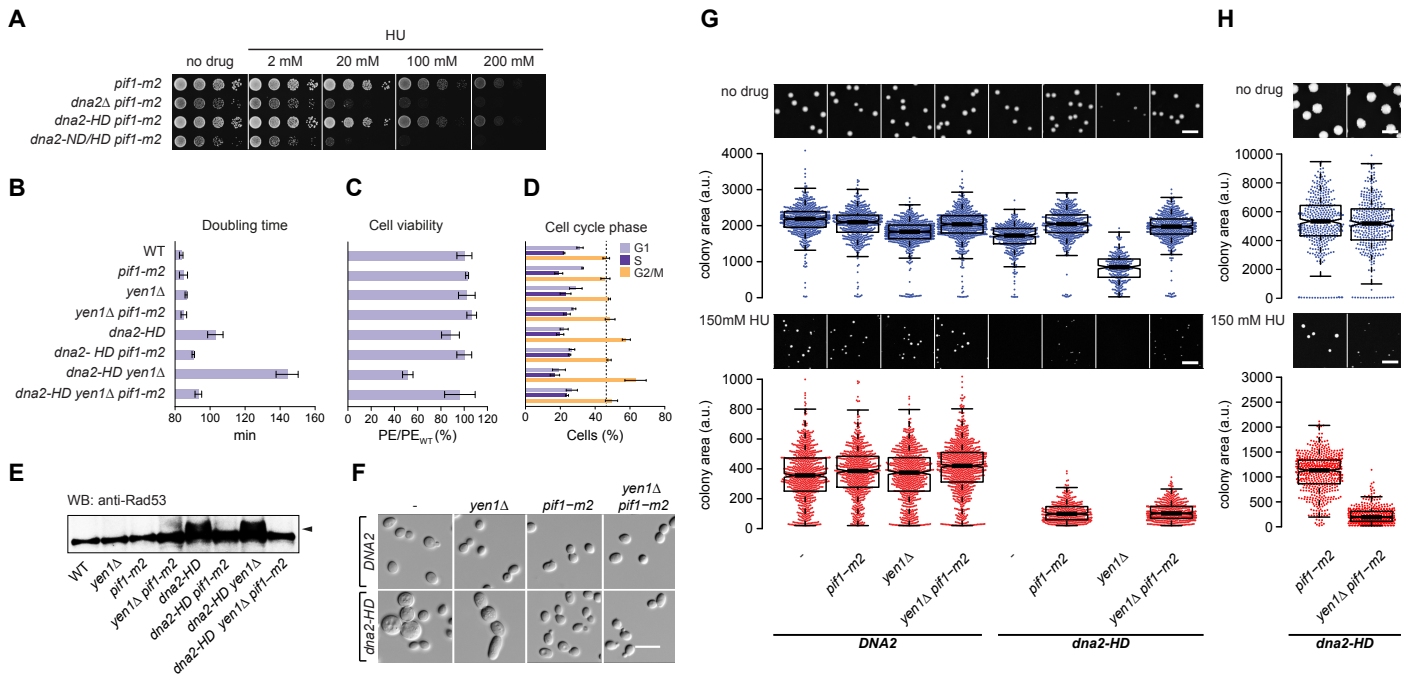 A
HU
no drug 2 mM 20 mM 100 mM 200 mM
pif1-m2
dna2Δ pif1-m2
dna2-HD pif1-m2
dna2-ND/HD pif1-m2
B
Doubling time
WT
pif1-m2
yen1Δ
yen1Δ pif1-m2
dna2-HD
dna2- HD pif1-m2
dna2-HD yen1Δ
dna2-HD yen1Δ pif1-m2
80 100 120 140 160
min
C
Cell viability
0 20 40 60 80 100 120
PE/PEWT (%)
D
Cell cycle phase
G1
S
G2/M
0 20 40 60 80
Cells (%)
E
WB: anti-Rad53
WT
yen1Δ
pif1-m2
yen1Δ pif1-m2
dna2-HD
dna2-HD pif1-m2
dna2-HD yen1Δ
dna2-HD yen1Δ pif1-m2
F
- yen1Δ pif1-m2 yen1Δ pif1-m2
DNA2
dna2-HD
G
no drug
colony area (a.u.)
4000
3000
2000
1000
0
150mM HU
colony area (a.u.)
1000
800
600
400
200
0
- pif1-m2 yen1Δ yen1Δ pif1-m2 - pif1-m2 yen1Δ yen1Δ pif1-m2
DNA2 dna2-HD
H
no drug
colony area (a.u.)
10000
8000
6000
4000
2000
0
150 mM HU
colony area (a.u.)
3000
2500
2000
1500
1000
500
0
pif1-m2 yen1Δ pif1-m2
dna2-HD